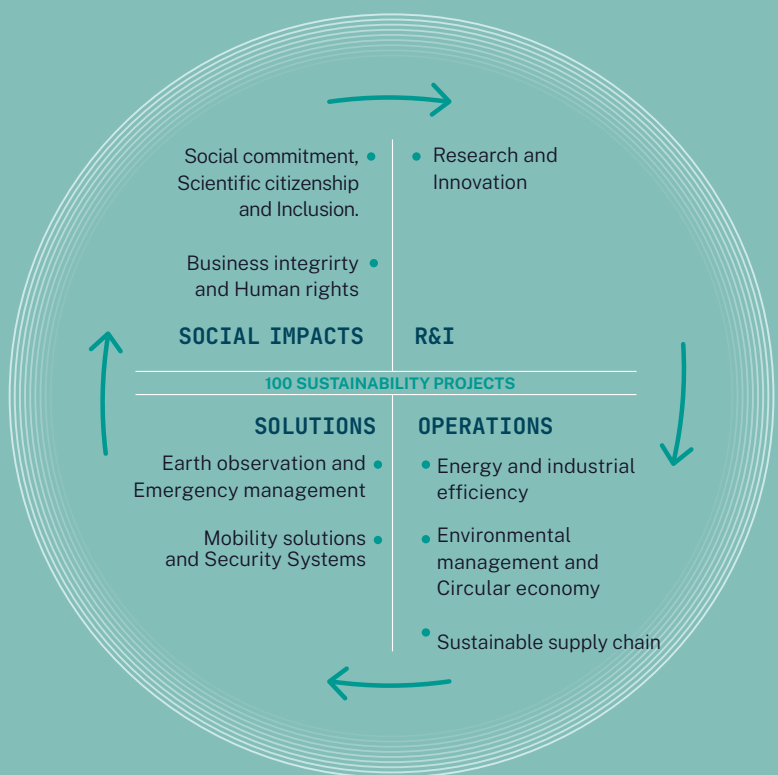 Social commitment,
Scientific citizenship
and Inclusion.
Business integrirty
and Human rights
SOCIAL IMPACTS
Research and
Innovation
R&I
100 SUSTAINABILITY PROJECTS
SOLUTIONS
Earth observation and
Emergency management
Mobility solutions
and Security Systems
OPERATIONS
Energy and industrial
efficiency
Environmental
management and
Circular economy
Sustainable supply chain